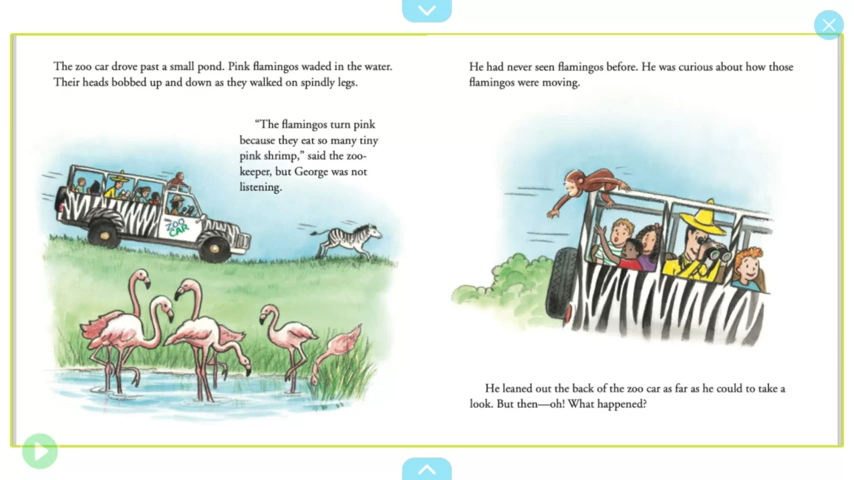 The zoo car drove past a small pond. Pink flamingos waded in the water.
Their heads bobbed up and down as they walked on spindly legs.
“The flamingos turn pink
because they eat so many tiny
pink shrimp,” said the zoo-
keeper, but George was not
listening.
ZOO
CAR
He had never seen flamingos before. He was curious about how those
flamingos were moving.
He leaned out the back of the zoo car as far as he could to take a
look. But then—oh! What happened?